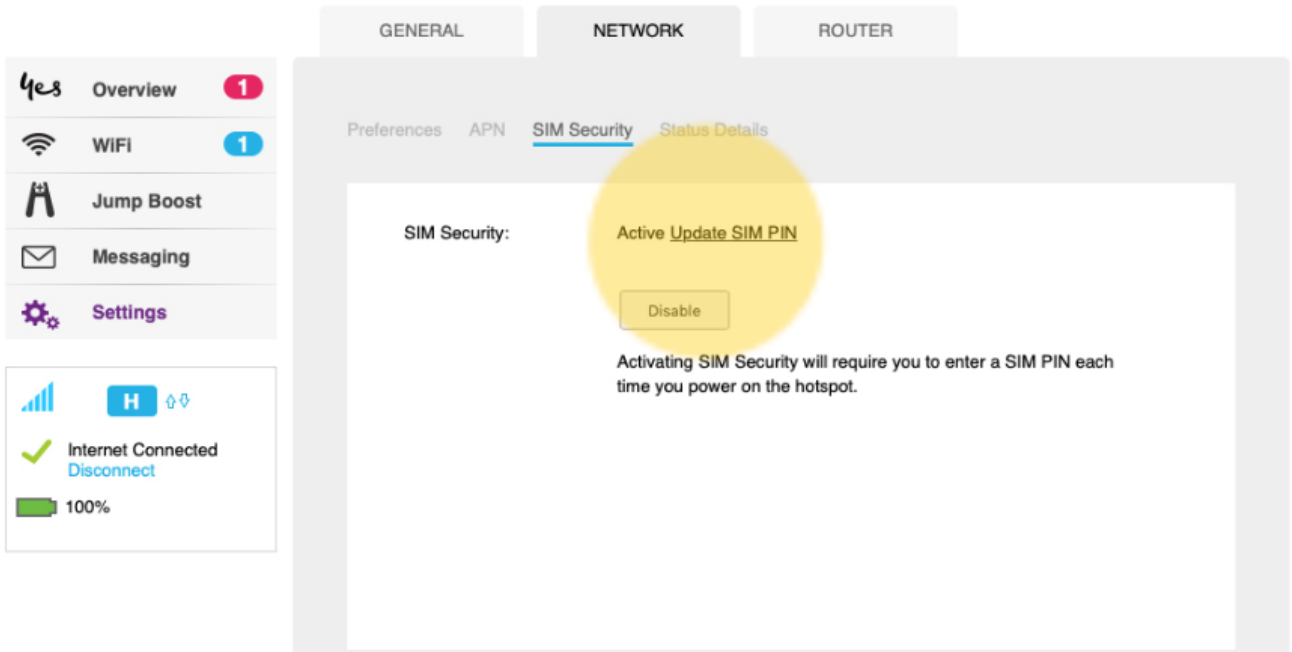 GENERAL NETWORK ROUTER
yes Overview 1
WiFi 1
Jump Boost
Messaging
Settings
Preferences APN SIM Security Status Details
SIM Security: Active Update SIM PIN
Disable
Activating SIM Security will require you to enter a SIM PIN each
time you power on the hotspot.
H
Internet Connected
Disconnect
100%